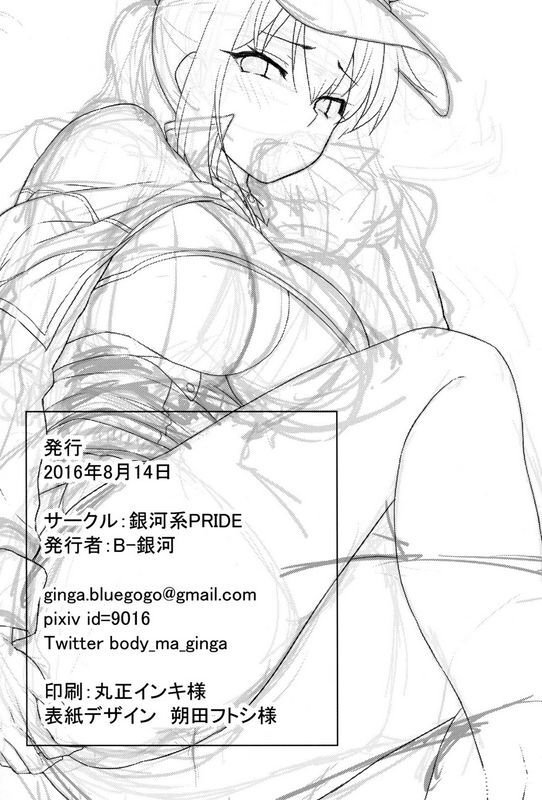 発行
2016年8月14日
サークル：銀河系PRIDE
発行者：B-銀河
ginga.bluegogo@gmail.com
pixiv id=9016
Twitter body_ma_ginga
印刷：丸正インキ様
表紙デザイン　朔田フトシ様